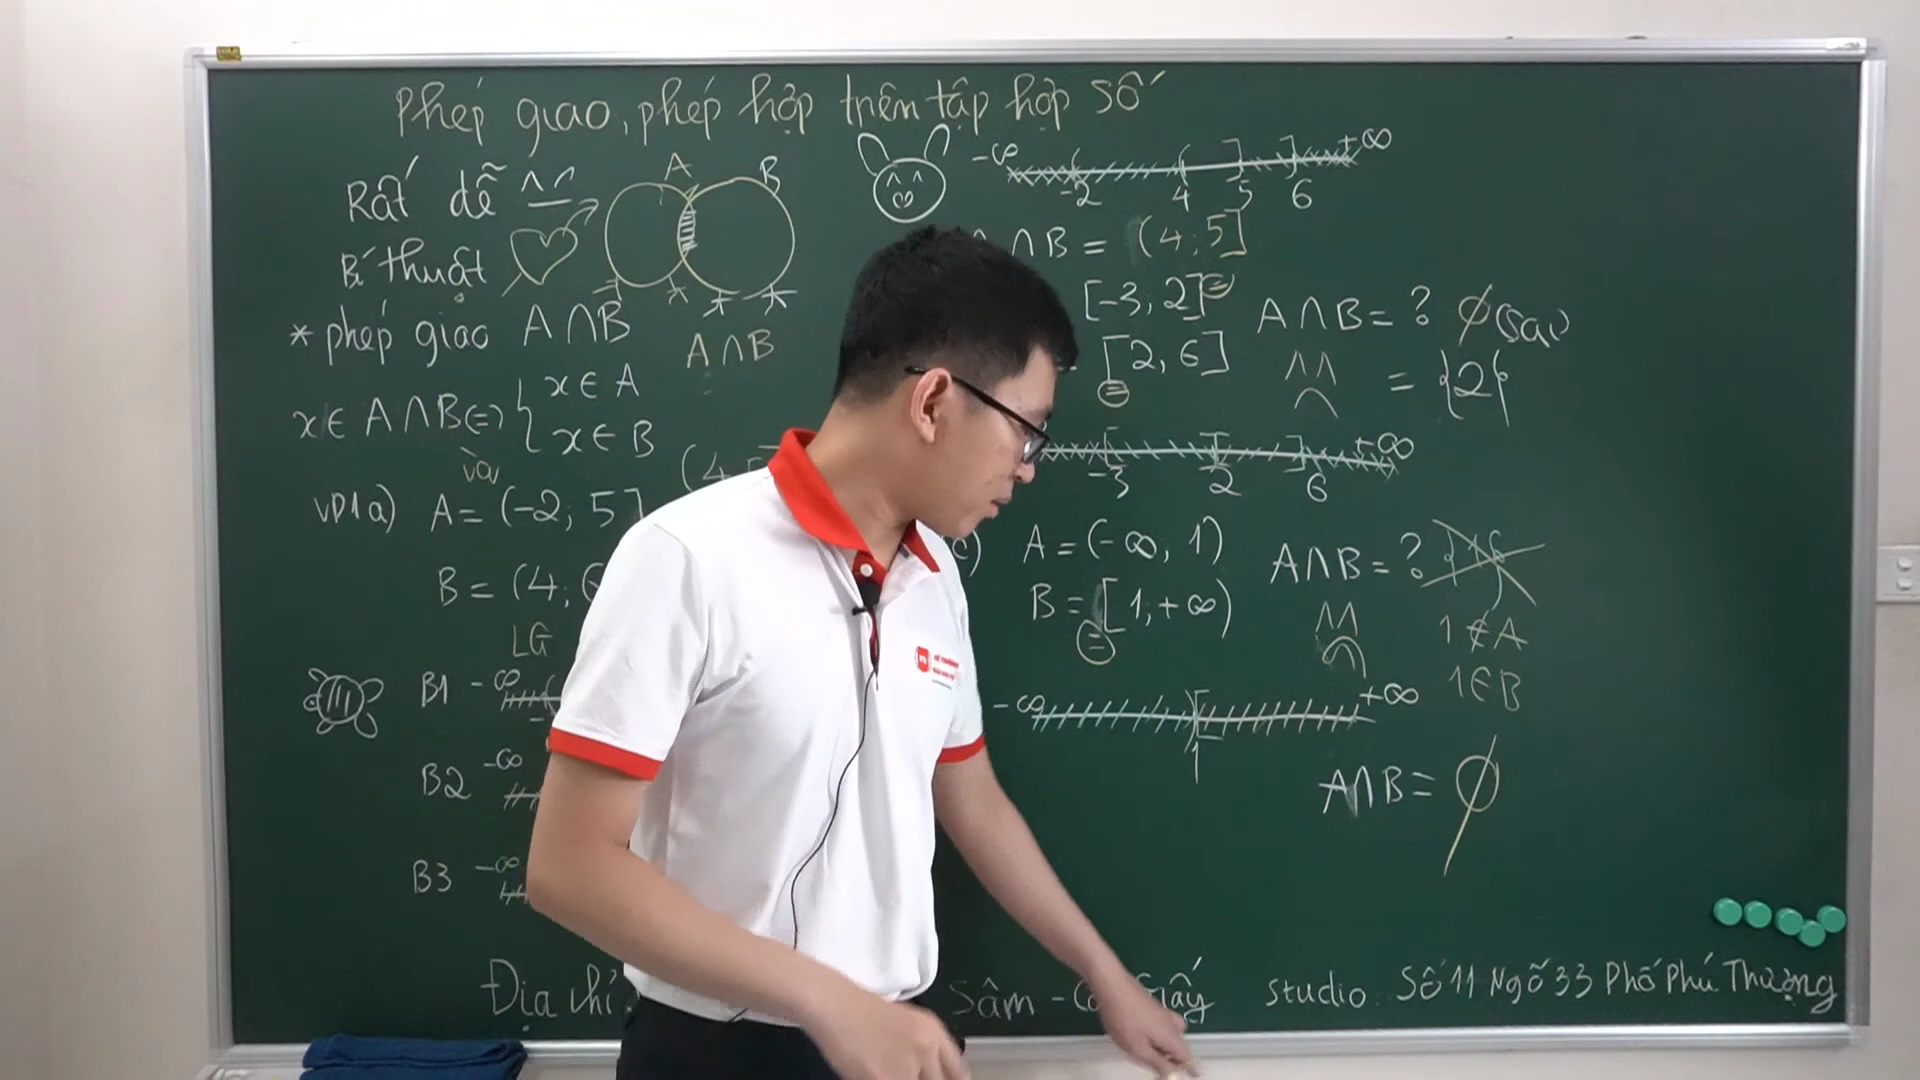 Phép giao, phép hợp trên tập hợp số
Rất dễ ^^
Bí thuật
A B
* phép giao A∩B
A∩B
x ∈ A∩B ⇔ { x ∈ A
x ∈ B
và
VD1 a) A = (-2; 5]
B = (4;
LG
B1 -∞
B2 -∞
B3 -∞
-∞ -2 4 5 6 +∞
∩B = (4; 5]
[-3, 2]
[2, 6]
A∩B = ? ∅ (sao
= {2}
-3 2 6 +∞
c) A = (-∞, 1)
B = [1, +∞)
A∩B = ?
1 ∉ A
1 ∈ B
-∞ 1 +∞
A∩B = ∅
Địa chỉ Sâm - Giấy studio: Số 11 Ngõ 33 Phố Phú Thượng